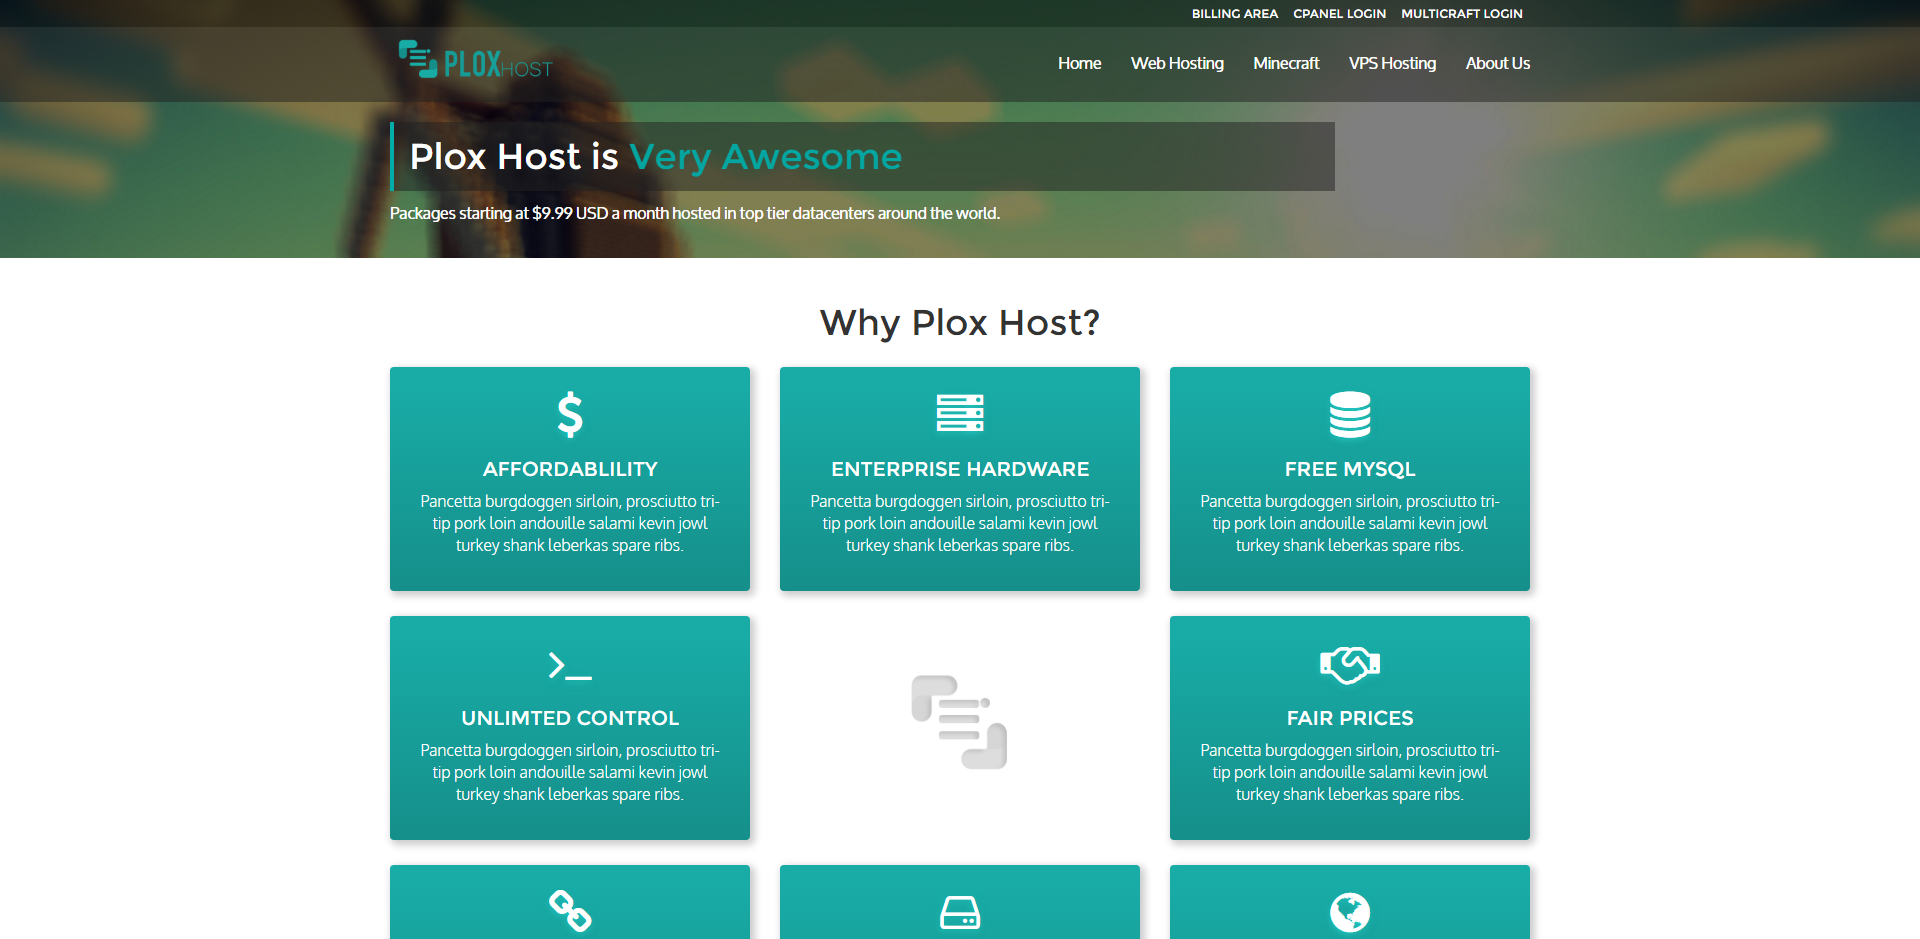 BILLING AREA CPANEL LOGIN MULTICRAFT LOGIN
PLOXHOST
Home Web Hosting Minecraft VPS Hosting About Us
Plox Host is Very Awesome
Packages starting at $9.99 USD a month hosted in top tier datacenters around the world.
Why Plox Host?
AFFORDABLILITY
Pancetta burgdoggen sirloin, prosciutto tri-
tip pork loin andouille salami kevin jowl
turkey shank leberkas spare ribs.
ENTERPRISE HARDWARE
Pancetta burgdoggen sirloin, prosciutto tri-
tip pork loin andouille salami kevin jowl
turkey shank leberkas spare ribs.
FREE MYSQL
Pancetta burgdoggen sirloin, prosciutto tri-
tip pork loin andouille salami kevin jowl
turkey shank leberkas spare ribs.
UNLIMTED CONTROL
Pancetta burgdoggen sirloin, prosciutto tri-
tip pork loin andouille salami kevin jowl
turkey shank leberkas spare ribs.
FAIR PRICES
Pancetta burgdoggen sirloin, prosciutto tri-
tip pork loin andouille salami kevin jowl
turkey shank leberkas spare ribs.